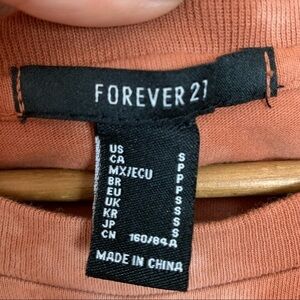 FOREVER 21
US S
CA P
MX/ECU P
BR P
EU S
UK S
KR S
JP S
CN 160/84A
MADE IN CHINA